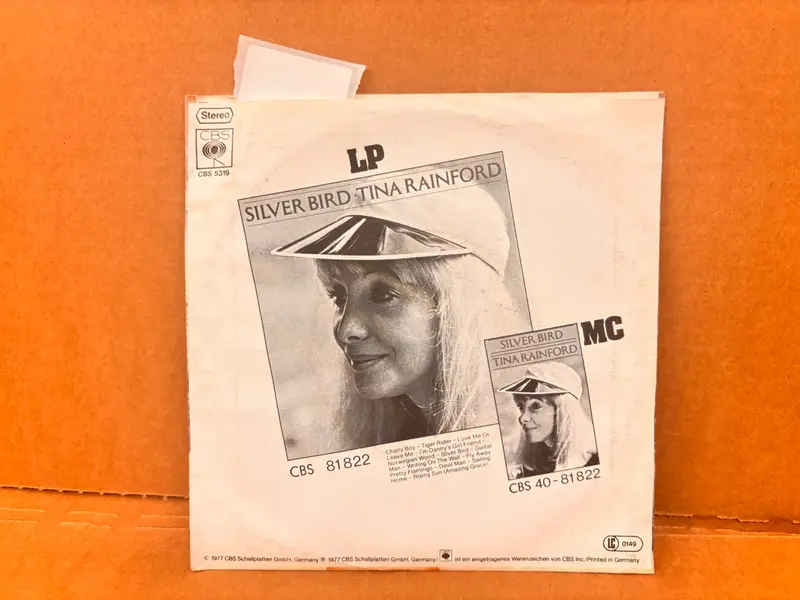 Stereo
CBS
CBS 5319
LP
SILVER BIRD · TINA RAINFORD
MC
SILVER BIRD
TINA RAINFORD
CBS 81822
Charly Boy – Tiger Rider – Love Me Or
Leave Me – I'm Danny's Girl Friend –
Norwegian Wood – Silver Bird – Guitar
Man – Writing On The Wall – Fly Away
Pretty Flamingo – Devil Man – Sailing
Home – Rising Sun (Amazing Grace)
CBS 40-81822
LC 0149
© 1977 CBS Schallplatten GmbH, Germany ℗ 1977 CBS Schallplatten GmbH, Germany/ CBS ist ein eingetragenes Warenzeichen von CBS Inc./Printed in Germany